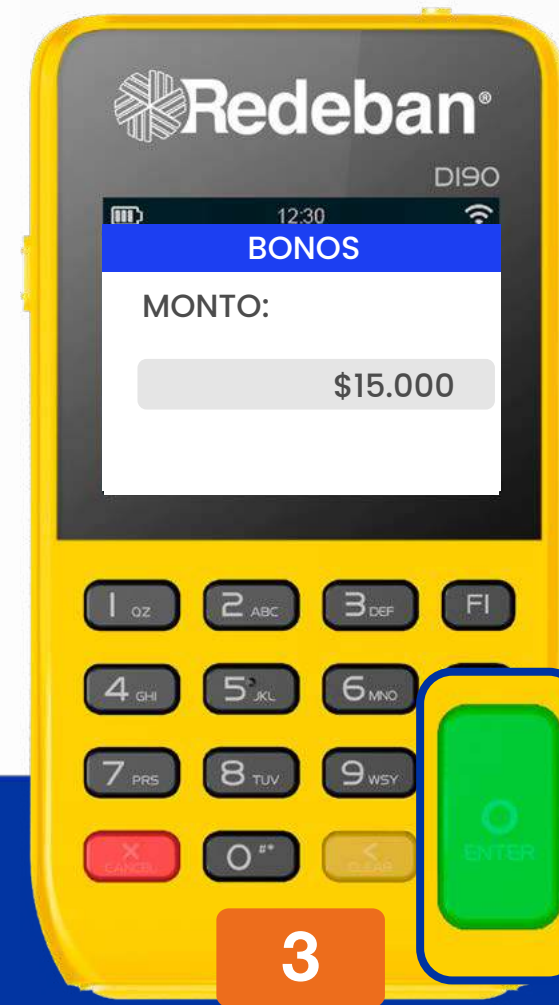 Redeban®
DI90
12:30
BONOS
MONTO:
$15.000
1 QZ 2 ABC 3 DEF FI
4 GHI 5 JKL 6 MNO
7 PRS 8 TUV 9 WSY
X CANCEL 0 #* < CLEAR ENTER
3